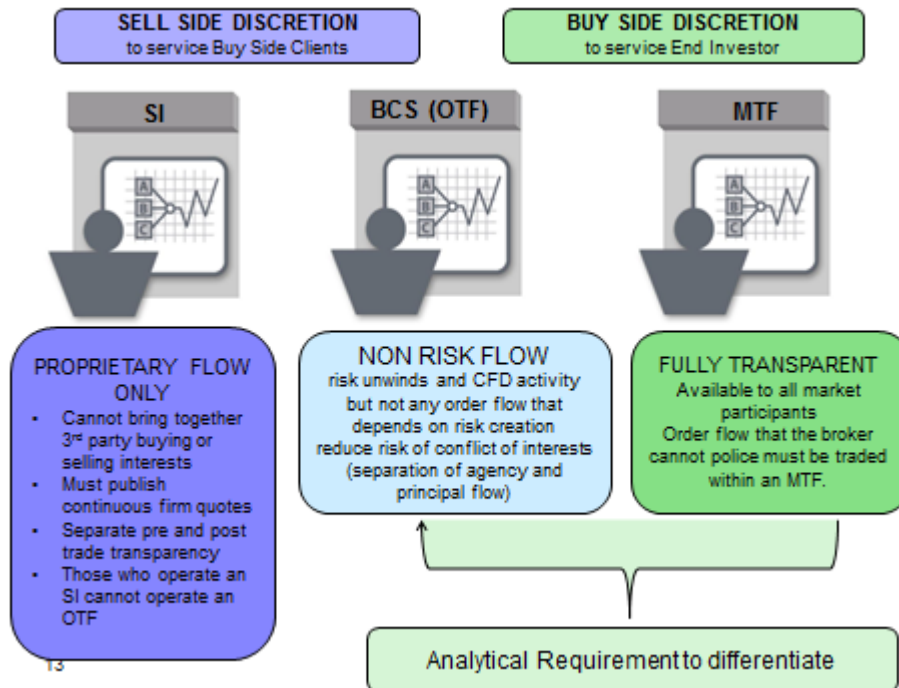 SELL SIDE DISCRETION
to service Buy Side Clients
BUY SIDE DISCRETION
to service End Investor
SI
BCS (OTF)
MTF
A
B
C
A
B
C
A
B
C
PROPRIETARY FLOW
ONLY
• Cannot bring together
3rd party buying or
selling interests
• Must publish
continuous firm quotes
• Separate pre and post
trade transparency
• Those who operate an
SI cannot operate an
OTF
NON RISK FLOW
risk unwinds and CFD activity
but not any order flow that
depends on risk creation
reduce risk of conflict of interests
(separation of agency and
principal flow)
FULLY TRANSPARENT
Available to all market
participants
Order flow that the broker
cannot police must be traded
within an MTF.
13
Analytical Requirement to differentiate